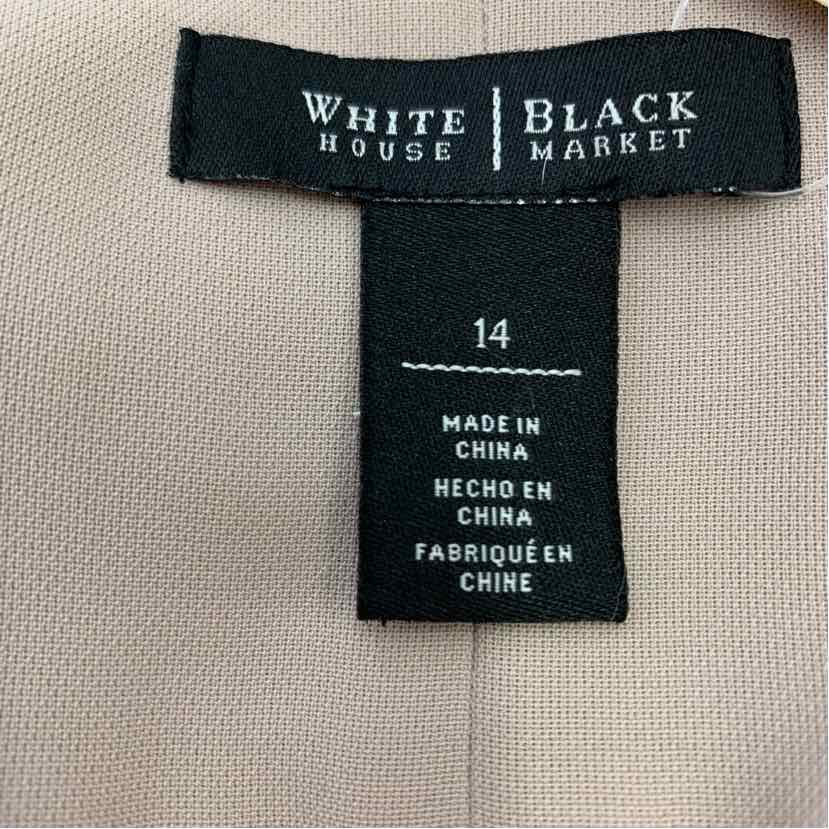 WHITE | BLACK
HOUSE | MARKET
14
MADE IN
CHINA
HECHO EN
CHINA
FABRIQUÉ EN
CHINE